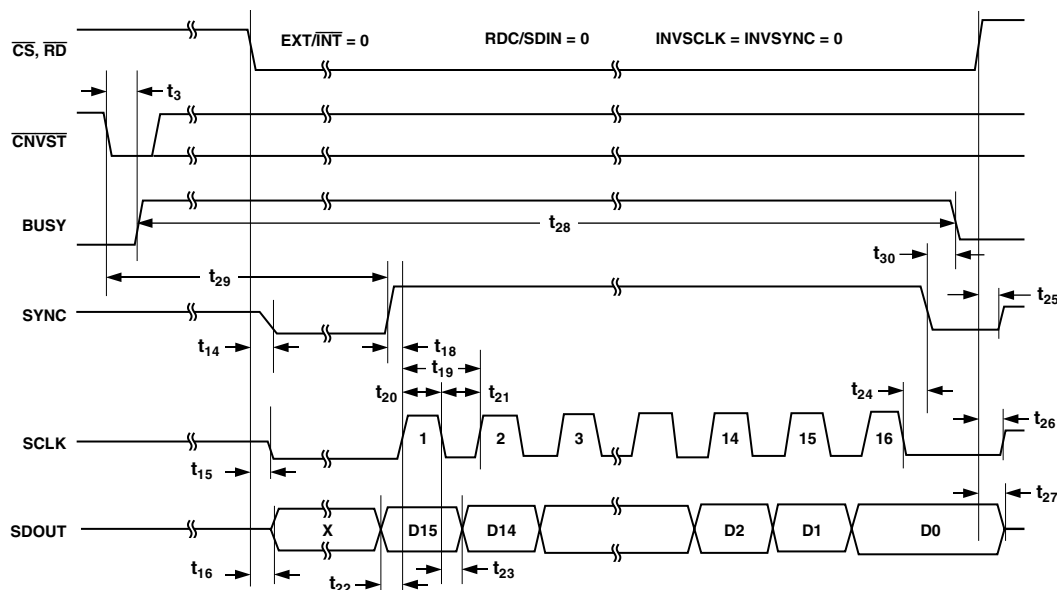 EXT/INT = 0 RDC/SDIN = 0 INVSCLK = INVSYNC = 0
CS, RD
t3
CNVST
BUSY
t28
t30
t29
t25
SYNC
t14
t18
t19
t20
t21
t24
t26
SCLK
1 2 3 14 15 16
t15
t27
SDOUT
X D15 D14 D2 D1 D0
t16
t22
t23